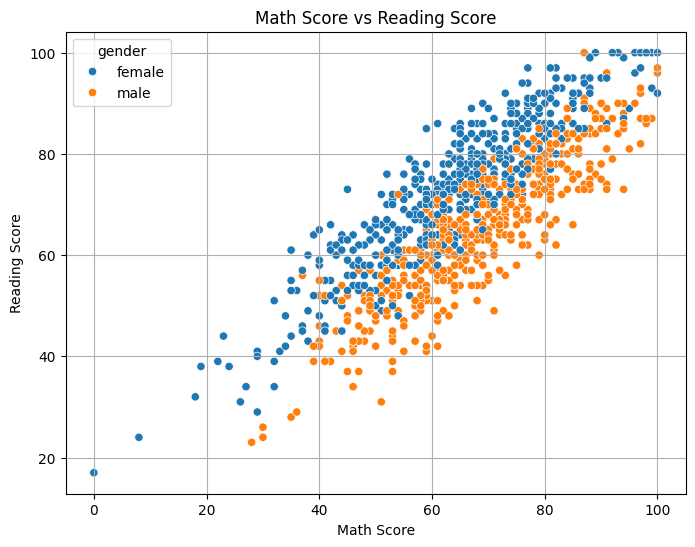 Math Score vs Reading Score
gender
female
male
Reading Score
100
80
60
40
20
0 20 40 60 80 100
Math Score